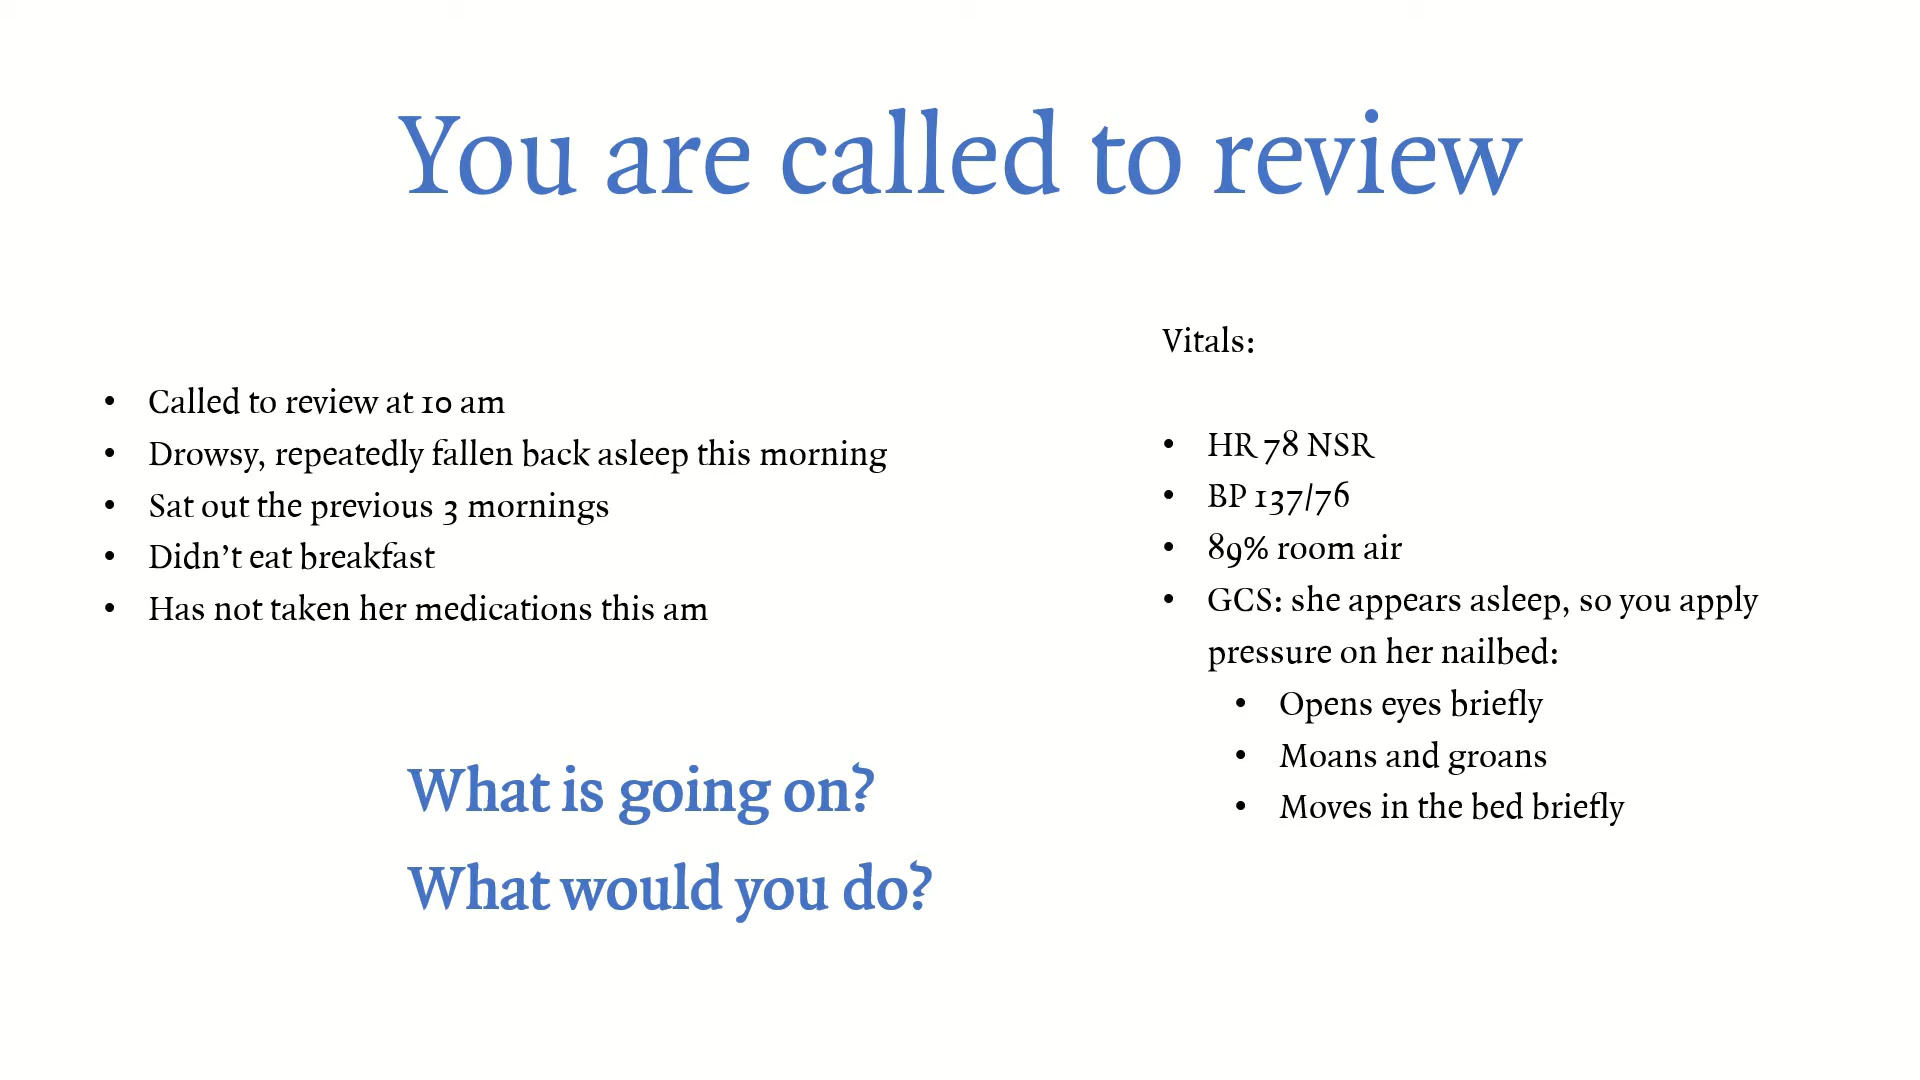 You are called to review
• Called to review at 10 am
• Drowsy, repeatedly fallen back asleep this morning
• Sat out the previous 3 mornings
• Didn’t eat breakfast
• Has not taken her medications this am
What is going on?
What would you do?
Vitals:
• HR 78 NSR
• BP 137/76
• 89% room air
• GCS: she appears asleep, so you apply
pressure on her nailbed:
• Opens eyes briefly
• Moans and groans
• Moves in the bed briefly